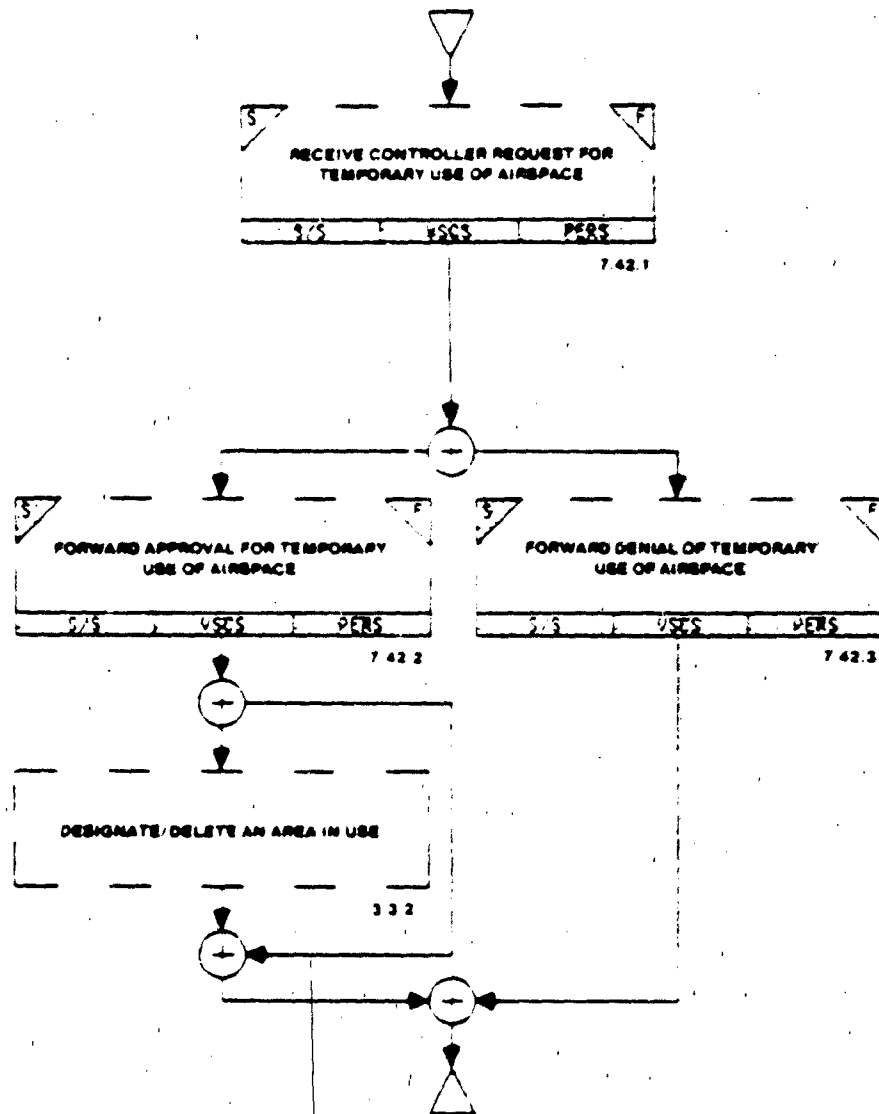 S F
RECEIVE CONTROLLER REQUEST FOR
TEMPORARY USE OF AIRSPACE
S/S VSCS PERS
7.42.1
S F
FORWARD APPROVAL FOR TEMPORARY
USE OF AIRSPACE
S/S VSCS PERS
7.42.2
S F
FORWARD DENIAL OF TEMPORARY
USE OF AIRSPACE
S/S VSCS PERS
7.42.3
DESIGNATE/DELETE AN AREA IN USE
3.3.2